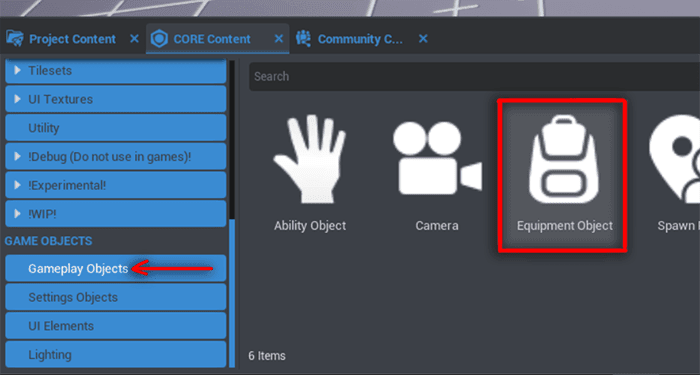 Project Content
CORE Content
Community C...
Tilesets
UI Textures
Utility
!Debug (Do not use in games)!
!Experimental!
!WIP!
GAME OBJECTS
Gameplay Objects
Settings Objects
UI Elements
Lighting
Search
Ability Object
Camera
Equipment Object
Spawn
6 Items